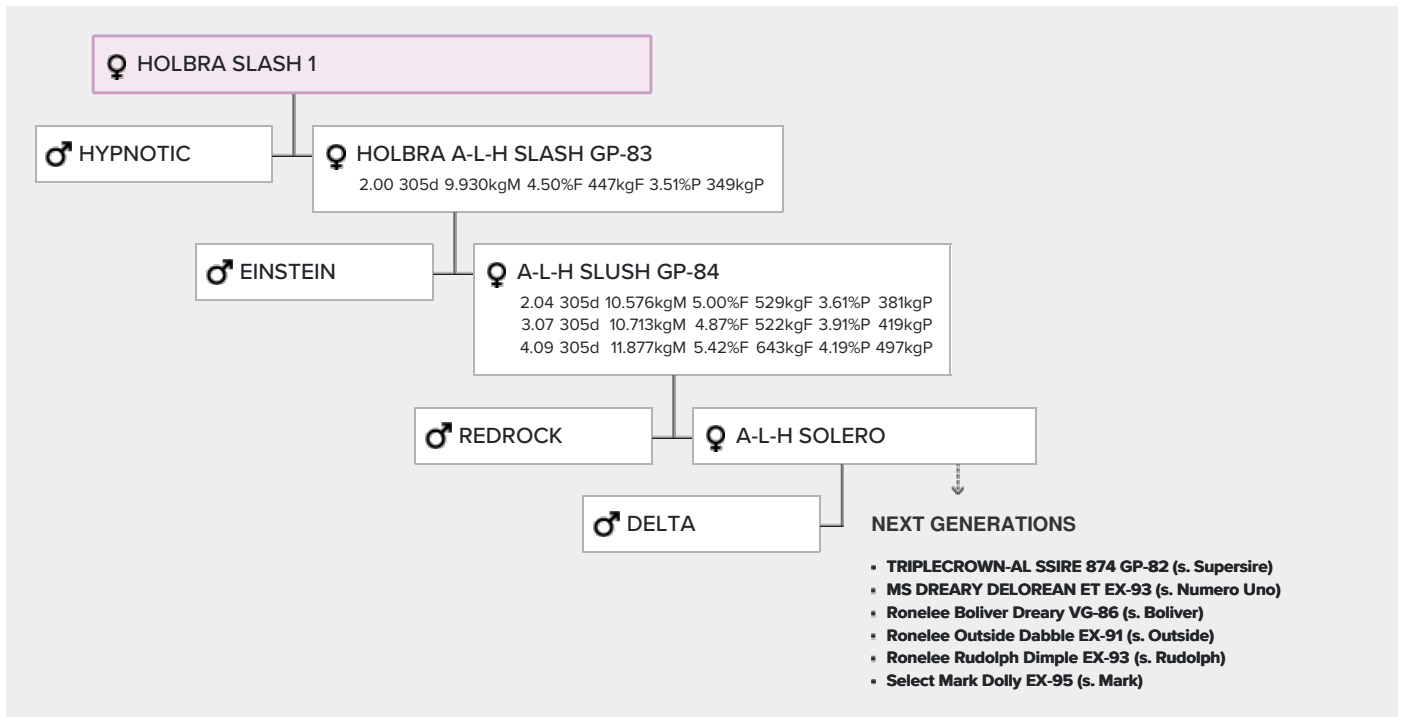 HOLBRA SLASH 1
HYPNOTIC
HOLBRA A-L-H SLASH GP-83
2.00 305d 9.930kgM 4.50%F 447kgF 3.51%P 349kgP
EINSTEIN
A-L-H SLUSH GP-84
2.04 305d 10.576kgM 5.00%F 529kgF 3.61%P 381kgP
3.07 305d 10.713kgM 4.87%F 522kgF 3.91%P 419kgP
4.09 305d 11.877kgM 5.42%F 643kgF 4.19%P 497kgP
REDROCK
A-L-H SOLERO
DELTA
NEXT GENERATIONS
TRIPLECROWN-AL SSIRE 874 GP-82 (s. Supersire)
MS DREARY DELOREAN ET EX-93 (s. Numero Uno)
Ronelee Boliver Dreary VG-86 (s. Boliver)
Ronelee Outside Dabble EX-91 (s. Outside)
Ronelee Rudolph Dimple EX-93 (s. Rudolph)
Select Mark Dolly EX-95 (s. Mark)